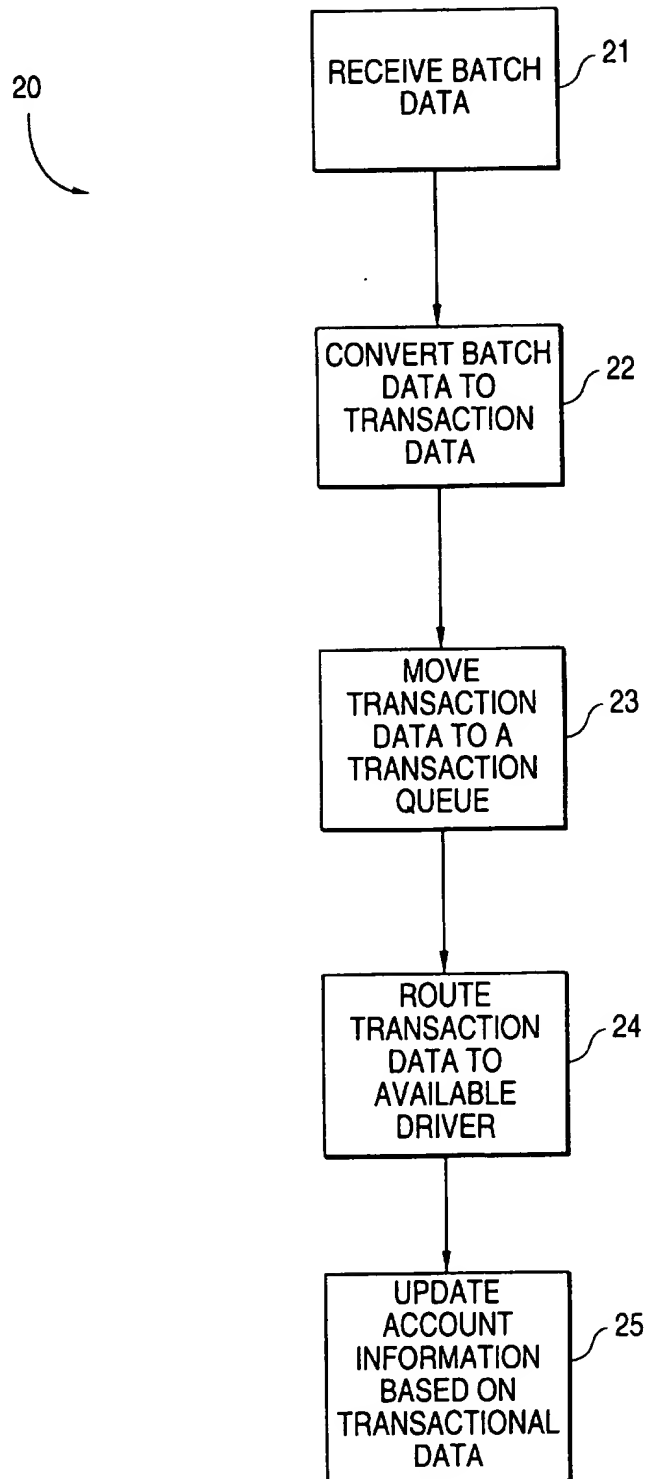 20
RECEIVE BATCH
DATA
21
CONVERT BATCH
DATA TO
TRANSACTION
DATA
22
MOVE
TRANSACTION
DATA TO A
TRANSACTION
QUEUE
23
ROUTE
TRANSACTION
DATA TO
AVAILABLE
DRIVER
24
UPDATE
ACCOUNT
INFORMATION
BASED ON
TRANSACTIONAL
DATA
25